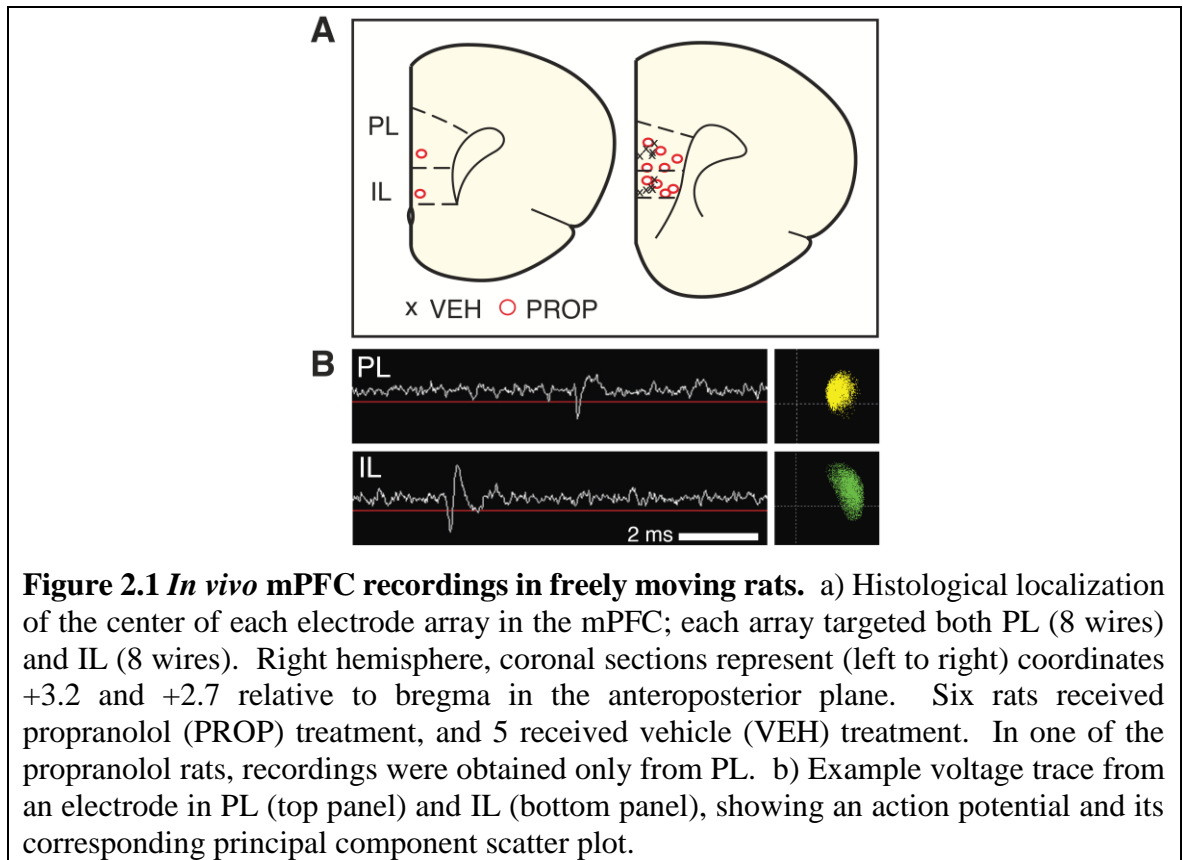 A
PL
IL
x VEH O PROP
B
PL
IL
2 ms
Figure 2.1 In vivo mPFC recordings in freely moving rats. a) Histological localization
of the center of each electrode array in the mPFC; each array targeted both PL (8 wires)
and IL (8 wires). Right hemisphere, coronal sections represent (left to right) coordinates
+3.2 and +2.7 relative to bregma in the anteroposterior plane. Six rats received
propranolol (PROP) treatment, and 5 received vehicle (VEH) treatment. In one of the
propranolol rats, recordings were obtained only from PL. b) Example voltage trace from
an electrode in PL (top panel) and IL (bottom panel), showing an action potential and its
corresponding principal component scatter plot.